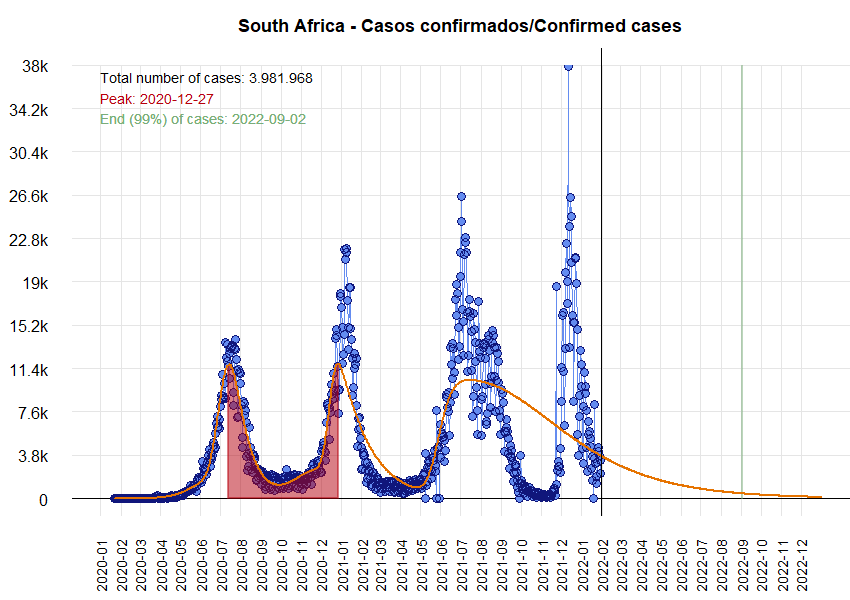 South Africa - Casos confirmados/Confirmed cases
38k
Total number of cases: 3.981.968
Peak: 2020-12-27
34.2k
End (99%) of cases: 2022-09-02
30.4k
26.6k
22.8k
19k
15.2k
11.4k
7.6k
3.8k
0
2020-01
2020-02
2020-03
2020-04
2020-05
2020-06
2020-07
2020-08
2020-09
2020-10
2020-11
2020-12
2021-01
2021-02
2021-03
2021-04
2021-05
2021-06
2021-07
2021-08
2021-09
2021-10
2021-11
2021-12
2022-01
2022-02
2022-03
2022-04
2022-05
2022-06
2022-07
2022-08
2022-09
2022-10
2022-11
2022-12